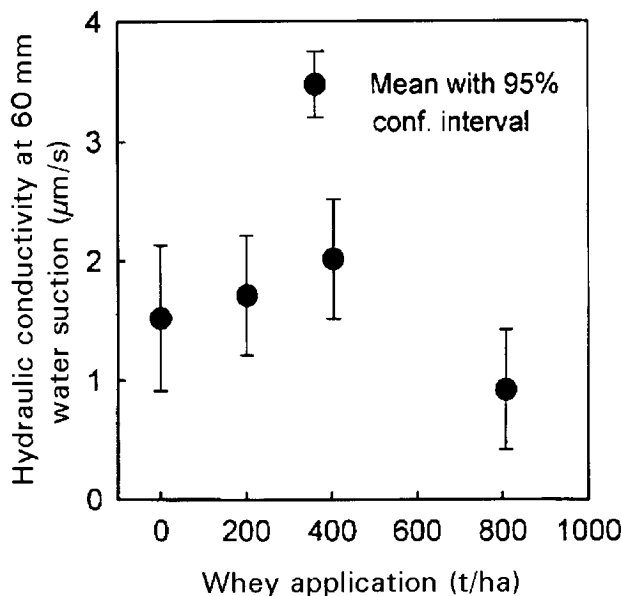 Hydraulic conductivity at 60 mm
water suction (μm/s)
4
3
2
1
0
Mean with 95%
conf. interval
0 200 400 600 800 1000
Whey application (t/ha)